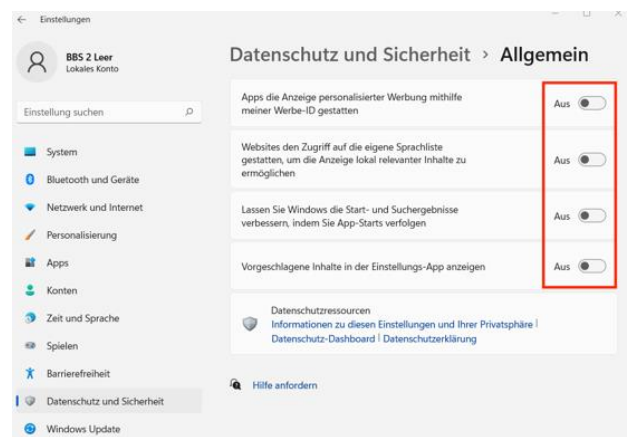 Einstellungen
BBS 2 Leer
Lokales Konto
Einstellung suchen
System
Bluetooth und Geräte
Netzwerk und Internet
Personalisierung
Apps
Konten
Zeit und Sprache
Spielen
Barrierefreiheit
Datenschutz und Sicherheit
Windows Update
Datenschutz und Sicherheit › Allgemein
Apps die Anzeige personalisierter Werbung mithilfe
meiner Werbe-ID gestatten
Aus
Websites den Zugriff auf die eigene Sprachliste
gestatten, um die Anzeige lokal relevanter Inhalte zu
ermöglichen
Aus
Lassen Sie Windows die Start- und Suchergebnisse
verbessern, indem Sie App-Starts verfolgen
Aus
Vorgeschlagene Inhalte in der Einstellungs-App anzeigen
Aus
Datenschutzressourcen
Informationen zu diesen Einstellungen und Ihrer Privatsphäre |
Datenschutz-Dashboard | Datenschutzerklärung
Hilfe anfordern